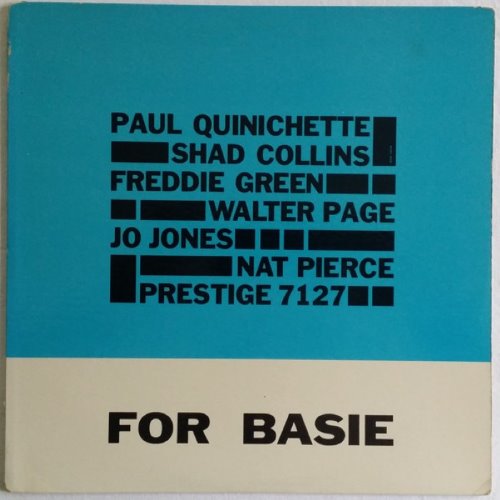 PAUL QUINICHETTE
SHAD COLLINS
FREDDIE GREEN
WALTER PAGE
JO JONES
NAT PIERCE
PRESTIGE 7127
FOR BASIE